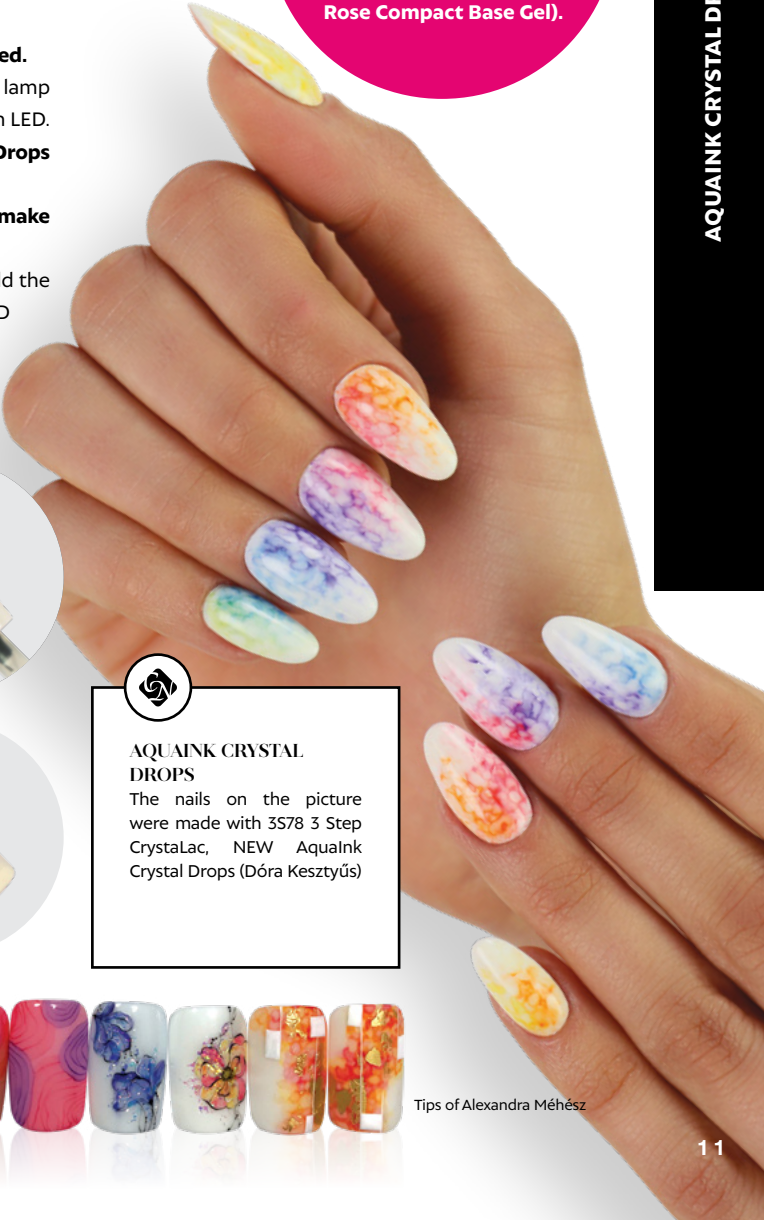 Rose Compact Base Gel).
ed.
lamp
n LED.
Drops
make
ld the
D
AQUAINK CRYSTAL DR
AQUAINK CRYSTAL
DROPS
The nails on the picture
were made with 3S78 3 Step
CrystaLac, NEW AquaInk
Crystal Drops (Dóra Kesztyűs)
Tips of Alexandra Méhész
11